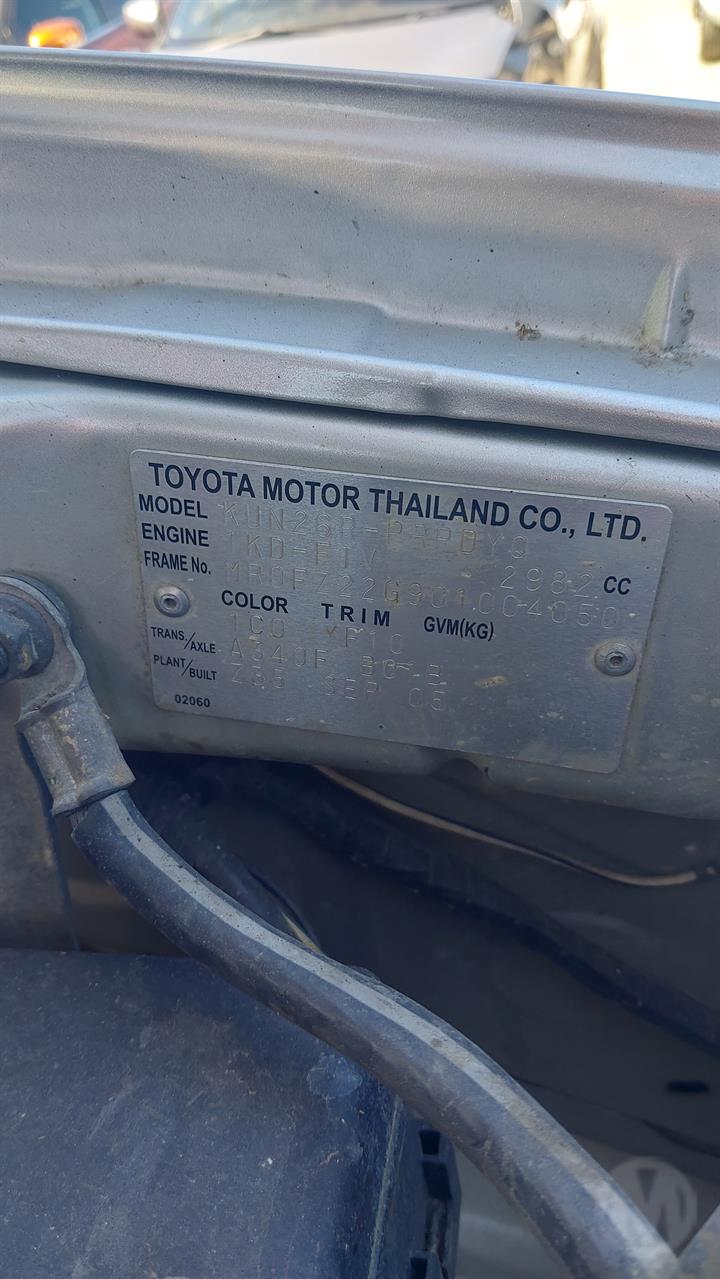 TOYOTA MOTOR THAILAND CO., LTD.
MODEL KUN26R-PRPDYQ
ENGINE 1KD-FTV 2982 CC
FRAME No. MR0FZ22G901004050
COLOR TRIM GVM(KG)
1C0 YF10
TRANS./AXLE A340F
PLANT/BUILT SEP 05
02060